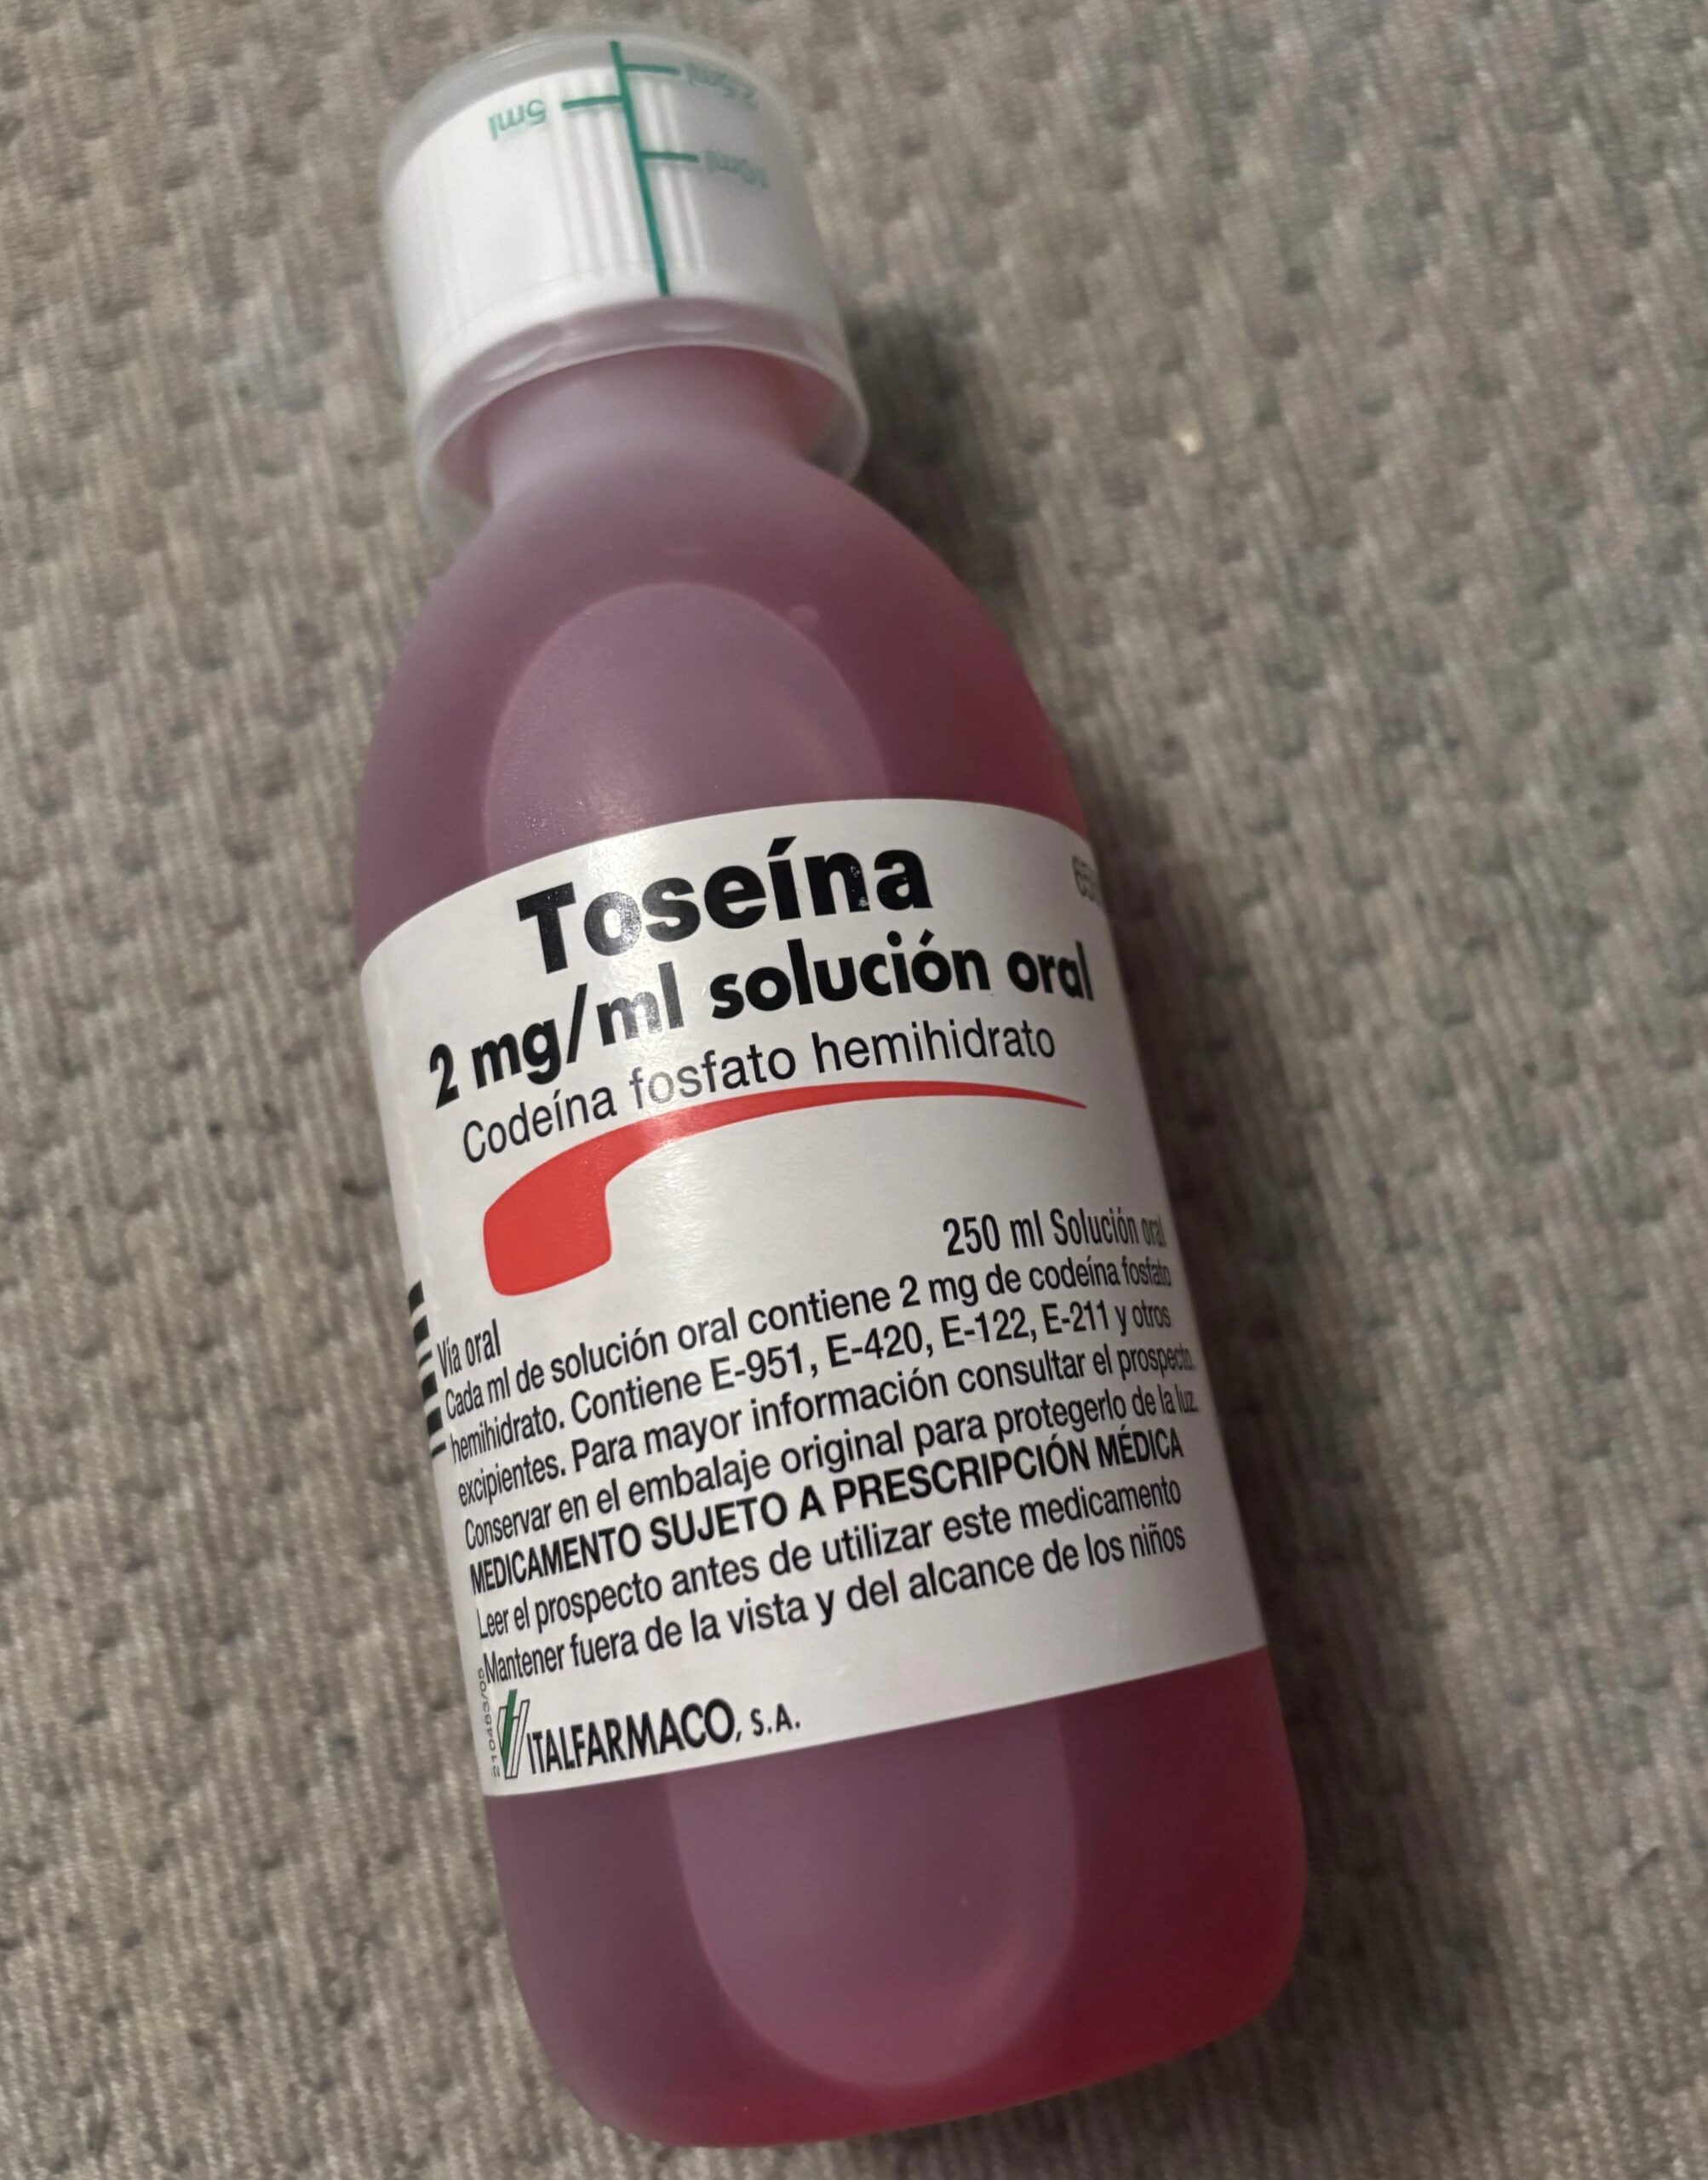 5ml
10ml
Toseína
2 mg/ml solución oral
Codeína fosfato hemihidrato
250 ml Solución oral
Vía oral
Cada ml de solución oral contiene 2 mg de codeína fosfato
hemihidrato. Contiene E-951, E-420, E-122, E-211 y otros
excipientes. Para mayor información consultar el prospecto.
Conservar en el embalaje original para protegerlo de la luz.
MEDICAMENTO SUJETO A PRESCRIPCIÓN MÉDICA
Leer el prospecto antes de utilizar este medicamento
Mantener fuera de la vista y del alcance de los niños
210463/05
ITALFARMACO, S.A.